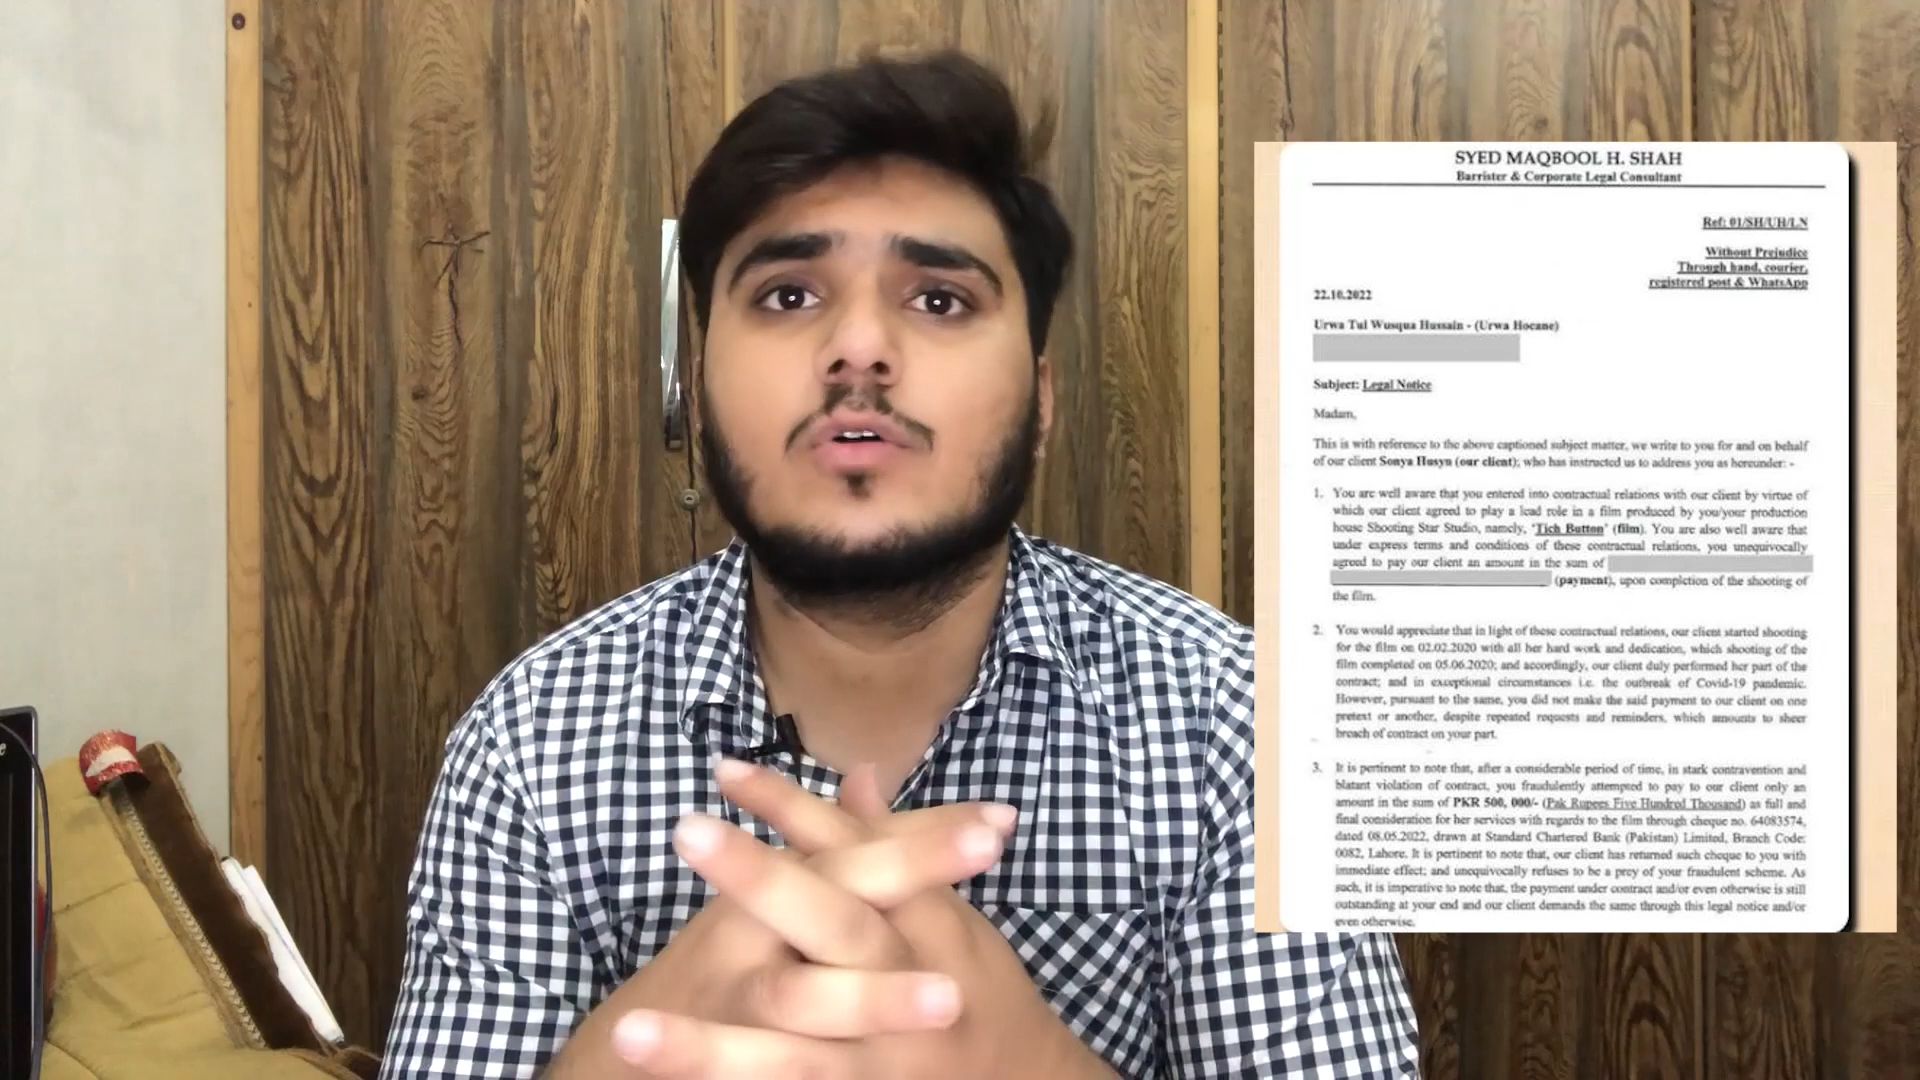 SYED MAQBOOL H. SHAH
Barrister & Corporate Legal Consultant
Ref: 01/SH/UH/LN
Without Prejudice
Through hand, courier,
registered post & WhatsApp
22.10.2022
Urwa Tul Wusqua Hussain - (Urwa Hocane)
Subject: Legal Notice
Madam,
This is with reference to the above captioned subject matter, we write to you for and on behalf
of our client Sonya Husyn (our client); who has instructed us to address you as hereunder: -
1. You are well aware that you entered into contractual relations with our client by virtue of
which our client agreed to play a lead role in a film produced by you/your production
house Shooting Star Studio, namely, 'Tich Button' (film). You are also well aware that
under express terms and conditions of these contractual relations, you unequivocally
agreed to pay our client an amount in the sum of
(payment), upon completion of the shooting of
the film.
2. You would appreciate that in light of these contractual relations, our client started shooting
for the film on 02.02.2020 with all her hard work and dedication, which shooting of the
film completed on 05.06.2020; and accordingly, our client duly performed her part of the
contract; and in exceptional circumstances i.e. the outbreak of Covid-19 pandemic.
However, pursuant to the same, you did not make the said payment to our client on one
pretext or another, despite repeated requests and reminders, which amounts to sheer
breach of contract on your part.
3. It is pertinent to note that, after a considerable period of time, in stark contravention and
blatant violation of contract, you fraudulently attempted to pay to our client only an
amount in the sum of PKR 500, 000/- (Pak Rupees Five Hundred Thousand) as full and
final consideration for her services with regards to the film through cheque no. 64083574,
dated 08.05.2022, drawn at Standard Chartered Bank (Pakistan) Limited, Branch Code:
0082, Lahore. It is pertinent to note that, our client has returned such cheque to you with
immediate effect; and unequivocally refuses to be a prey of your fraudulent scheme. As
such, it is imperative to note that, the payment under contract and/or even otherwise is still
outstanding at your end and our client demands the same through this legal notice and/or
even otherwise.